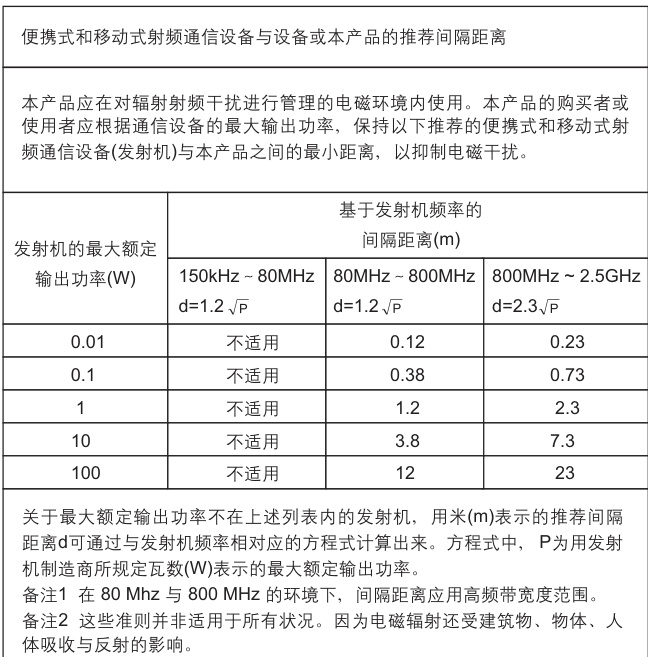 便携式和移动式射频通信设备与设备或本产品的推荐间隔距离
本产品应在对辐射射频干扰进行管理的电磁环境内使用。本产品的购买者或
使用者应根据通信设备的最大输出功率，保持以下推荐的便携式和移动式射
频通信设备(发射机)与本产品之间的最小距离，以抑制电磁干扰。
发射机的最大额定
输出功率(W)
基于发射机频率的
间隔距离(m)
150kHz ~ 80MHz
d=1.2 √P
80MHz ~ 800MHz
d=1.2 √P
800MHz ~ 2.5GHz
d=2.3√P
0.01 不适用 0.12 0.23
0.1 不适用 0.38 0.73
1 不适用 1.2 2.3
10 不适用 3.8 7.3
100 不适用 12 23
关于最大额定输出功率不在上述列表内的发射机，用米(m)表示的推荐间隔
距离d可通过与发射机频率相对应的方程式计算出来。方程式中， P为用发射
机制造商所规定瓦数(W)表示的最大额定输出功率。
备注1 在 80 Mhz 与 800 MHz 的环境下，间隔距离应用高频带宽度范围。
备注2 这些准则并非适用于所有状况。因为电磁辐射还受建筑物、物体、人
体吸收与反射的影响。